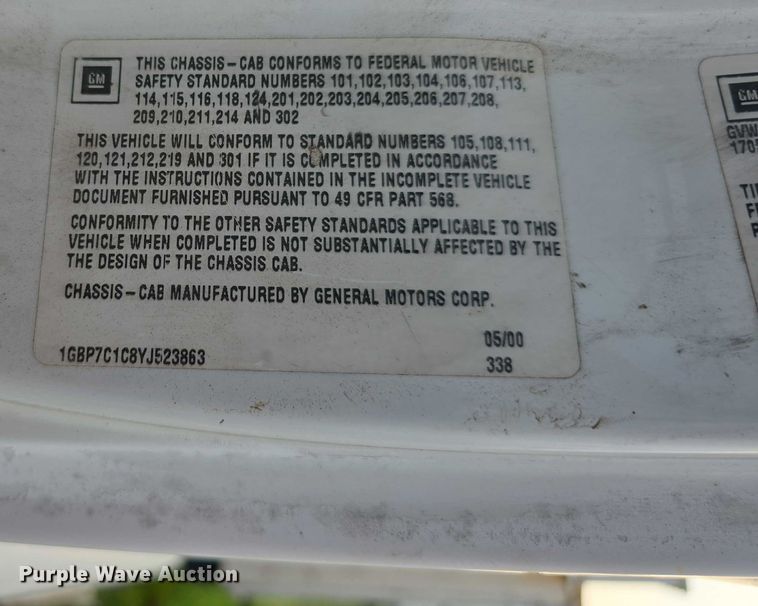 GM
THIS CHASSIS-CAB CONFORMS TO FEDERAL MOTOR VEHICLE
SAFETY STANDARD NUMBERS 101,102,103,104,106,107,113,
114,115,116,118,124,201,202,203,204,205,206,207,208,
209,210,211,214 AND 302
THIS VEHICLE WILL CONFORM TO STANDARD NUMBERS 105,108,111,
120,121,212,219 AND 301 IF IT IS COMPLETED IN ACCORDANCE
WITH THE INSTRUCTIONS CONTAINED IN THE INCOMPLETE VEHICLE
DOCUMENT FURNISHED PURSUANT TO 49 CFR PART 568.
CONFORMITY TO THE OTHER SAFETY STANDARDS APPLICABLE TO THIS
VEHICLE WHEN COMPLETED IS NOT SUBSTANTIALLY AFFECTED BY THE
THE DESIGN OF THE CHASSIS CAB.
CHASSIS-CAB MANUFACTURED BY GENERAL MOTORS CORP.
05/00
1GBP7C1C8YJ523863
338
GM
Purple Wave Auction